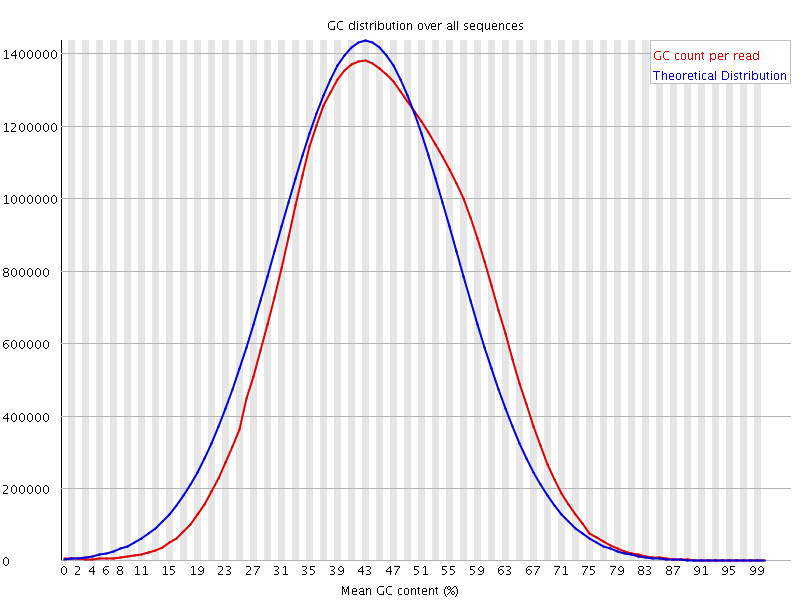 GC distribution over all sequences
GC count per read
Theoretical Distribution
1400000
1200000
1000000
800000
600000
400000
200000
0
0 2 4 6 8 11 15 19 23 27 31 35 39 43 47 51 55 59 63 67 71 75 79 83 87 91 95 99
Mean GC content (%)